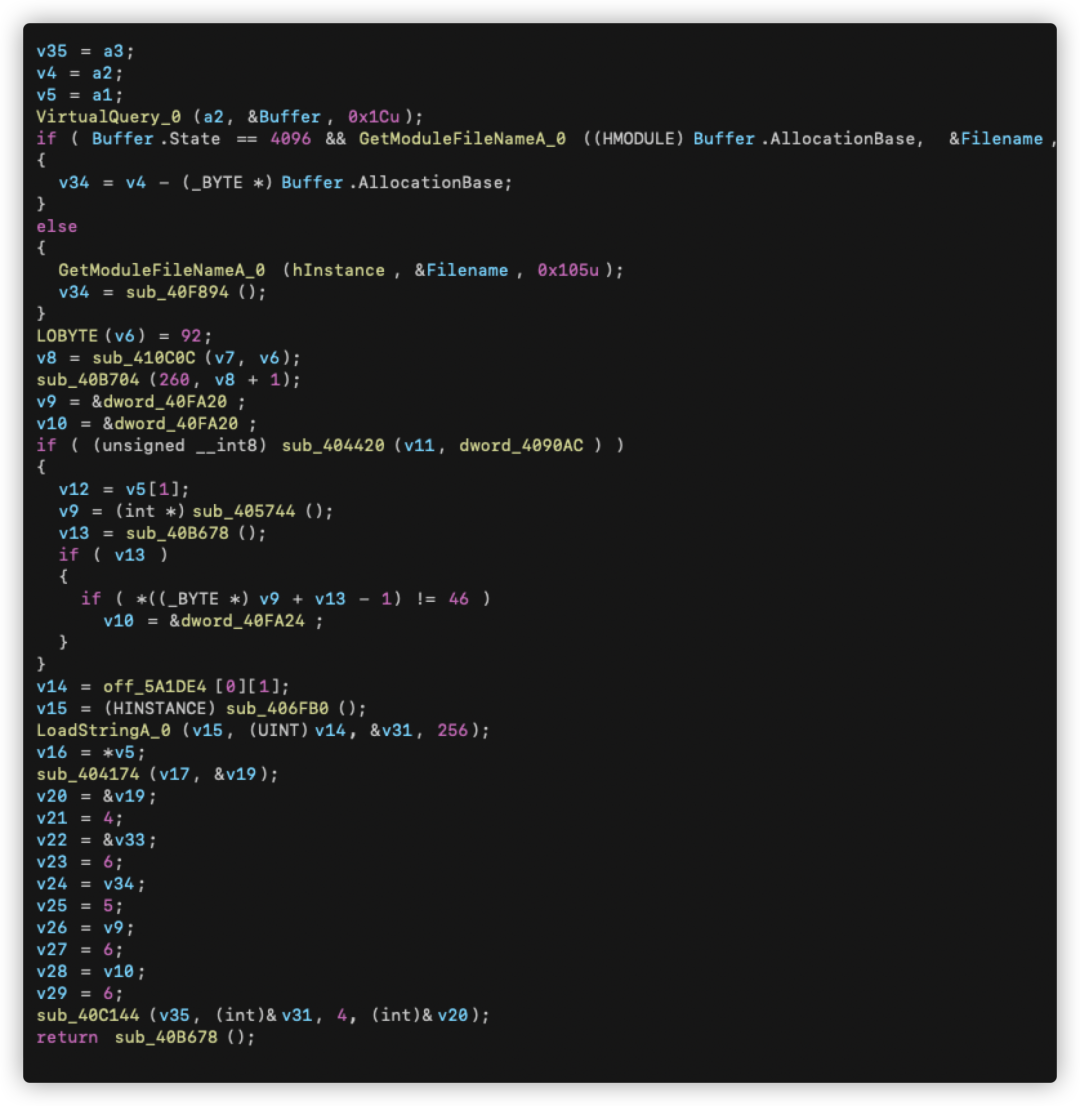 v35 = a3;
v4 = a2;
v5 = a1;
VirtualQuery_0 (a2, &Buffer , 0x1Cu );
if ( Buffer .State == 4096 && GetModuleFileNameA_0 ((HMODULE) Buffer .AllocationBase, &Filename ,
{
v34 = v4 - (_BYTE *) Buffer .AllocationBase;
}
else
{
GetModuleFileNameA_0 (hInstance , &Filename , 0x105u );
v34 = sub_40F894 ();
}
LOBYTE (v6) = 92;
v8 = sub_410C0C (v7, v6);
sub_40B704 (260, v8 + 1);
v9 = &dword_40FA20 ;
v10 = &dword_40FA20 ;
if ( (unsigned __int8) sub_404420 (v11, dword_4090AC ) )
{
v12 = v5[1];
v9 = (int *) sub_405744 ();
v13 = sub_40B678 ();
if ( v13 )
{
if ( *((_BYTE *) v9 + v13 - 1) != 46 )
v10 = &dword_40FA24 ;
}
}
v14 = off_5A1DE4 [0][1];
v15 = (HINSTANCE) sub_406FB0 ();
LoadStringA_0 (v15, (UINT) v14, &v31, 256);
v16 = *v5;
sub_404174 (v17, &v19);
v20 = &v19;
v21 = 4;
v22 = &v33;
v23 = 6;
v24 = v34;
v25 = 5;
v26 = v9;
v27 = 6;
v28 = v10;
v29 = 6;
sub_40C144 (v35, (int)& v31, 4, (int)& v20);
return sub_40B678 ();